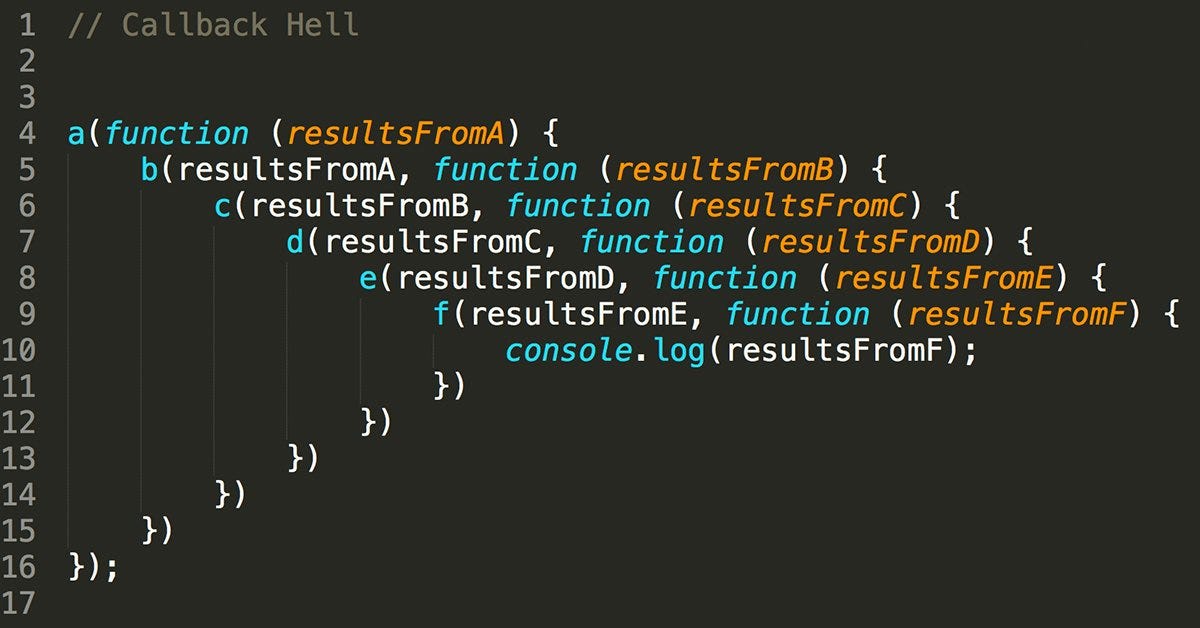 1 // Callback Hell
2
3
4 a(function (resultsFromA) {
5     b(resultsFromA, function (resultsFromB) {
6         c(resultsFromB, function (resultsFromC) {
7             d(resultsFromC, function (resultsFromD) {
8                 e(resultsFromD, function (resultsFromE) {
9                     f(resultsFromE, function (resultsFromF) {
10                         console.log(resultsFromF);
11                     })
12                 })
13             })
14         })
15     })
16 });
17